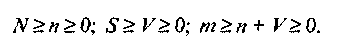 N ≥ n ≥ 0; S ≥ V ≥ 0; m ≥ n + V ≥ 0.